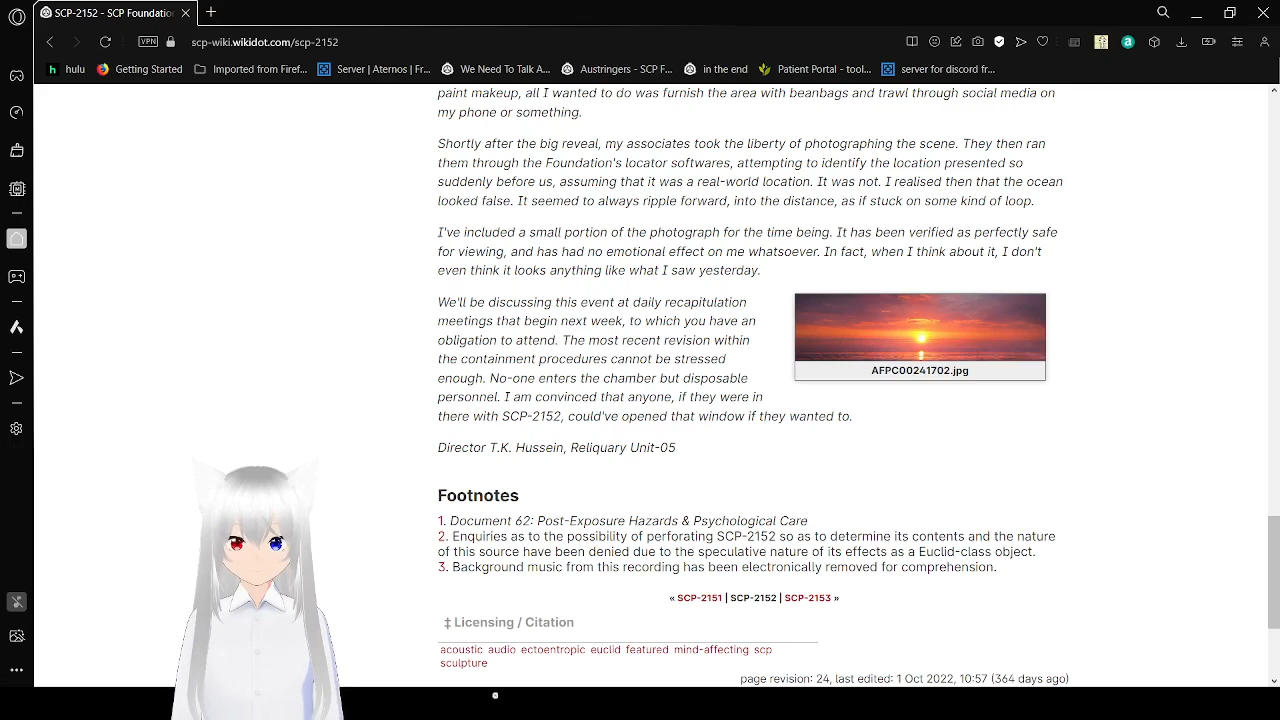 SCP-2152 - SCP Foundatio
scp-wiki.wikidot.com/scp-2152
VPN
hulu
Getting Started
Imported from Firef...
Server | Aternos | Fr...
We Need To Talk A...
Austringers - SCP F...
in the end
Patient Portal - tool...
server for discord fr...
paint makeup, all I wanted to do was furnish the area with beanbags and trawl through social media on
my phone or something.
Shortly after the big reveal, my associates took the liberty of photographing the scene. They then ran
them through the Foundation's locator softwares, attempting to identify the location presented so
suddenly before us, assuming that it was a real-world location. It was not. I realised then that the ocean
looked false. It seemed to always ripple forward, into the distance, as if stuck on some kind of loop.
I've included a small portion of the photograph for the time being. It has been verified as perfectly safe
for viewing, and has had no emotional effect on me whatsoever. In fact, when I think about it, I don't
even think it looks anything like what I saw yesterday.
We'll be discussing this event at daily recapitulation
meetings that begin next week, to which you have an
obligation to attend. The most recent revision within
the containment procedures cannot be stressed
enough. No-one enters the chamber but disposable
personnel. I am convinced that anyone, if they were in
there with SCP-2152, could've opened that window if they wanted to.
AFPC00241702.jpg
Director T.K. Hussein, Reliquary Unit-05
Footnotes
1. Document 62: Post-Exposure Hazards & Psychological Care
2. Enquiries as to the possibility of perforating SCP-2152 so as to determine its contents and the nature
of this source have been denied due to the speculative nature of its effects as a Euclid-class object.
3. Background music from this recording has been electronically removed for comprehension.
« SCP-2151 | SCP-2152 | SCP-2153 »
‡ Licensing / Citation
acoustic audio ectoentropic euclid featured mind-affecting scp
sculpture
page revision: 24, last edited: 1 Oct 2022, 10:57 (364 days ago)